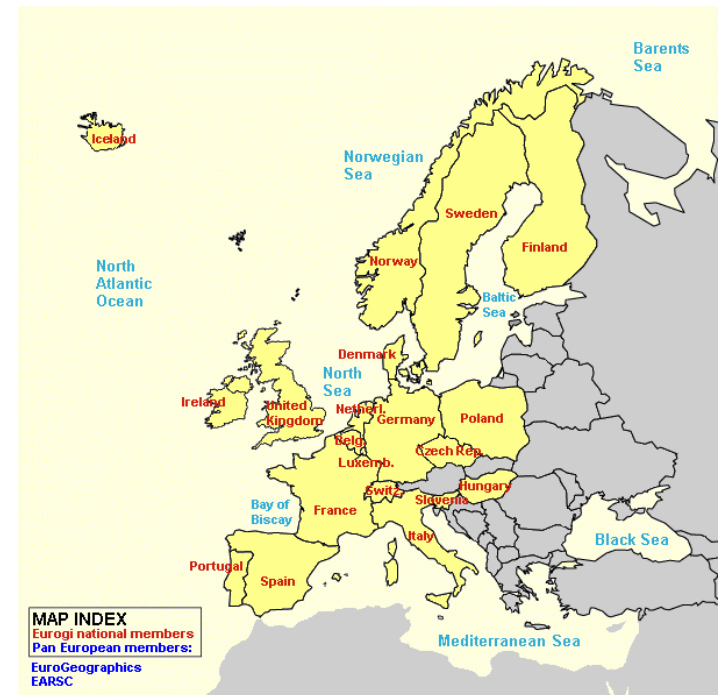 Barents
Sea
Iceland
Norwegian
Sea
Sweden
Finland
Norway
North
Atlantic
Ocean
Baltic
Sea
Denmark
North
Sea
Ireland
United
Kingdom
Netherl.
Germany
Poland
Belg.
Czech Rep.
Luxemb.
Switz.
Hungary
Slovenia
Bay of
Biscay
France
Italy
Black Sea
Portugal
Spain
Mediterranean Sea
MAP INDEX
Eurogi national members
Pan European members:
EuroGeographics
EARSC